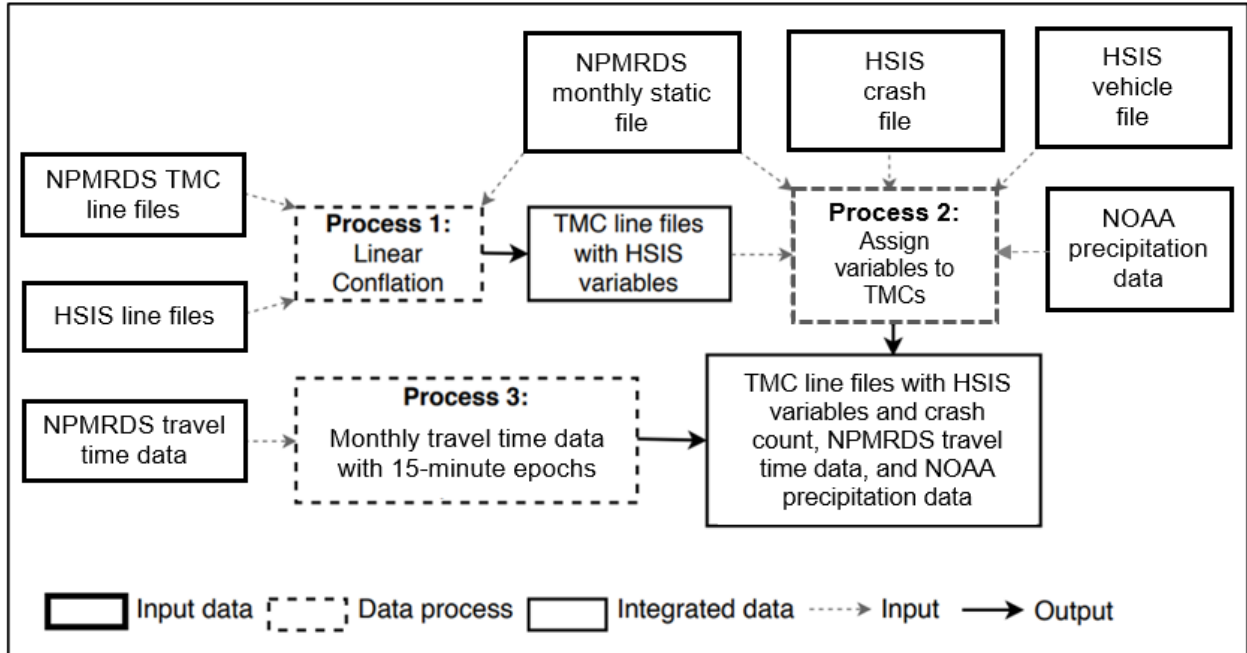 NPMRDS
monthly static
file
HSIS
crash
file
HSIS
vehicle
file
NPMRDS TMC
line files
Process 1:
Linear
Conflation
TMC line files
with HSIS
variables
Process 2:
Assign
variables to
TMCs
NOAA
precipitation
data
HSIS line files
NPMRDS travel
time data
Process 3:
Monthly travel time data
with 15-minute epochs
TMC line files with HSIS
variables and crash
count, NPMRDS travel
time data, and NOAA
precipitation data
Input data
Data process
Integrated data
Input
Output